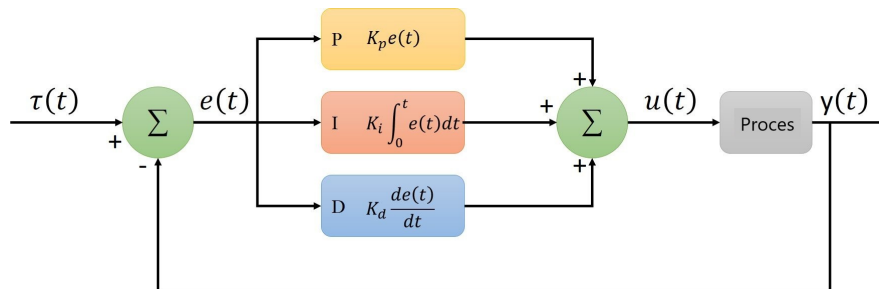 τ(t)
+
-
Σ
e(t)
P K_p e(t)
I K_i ∫_0^t e(t)dt
D K_d de(t)/dt
+
+
+
Σ
u(t)
Proces
y(t)